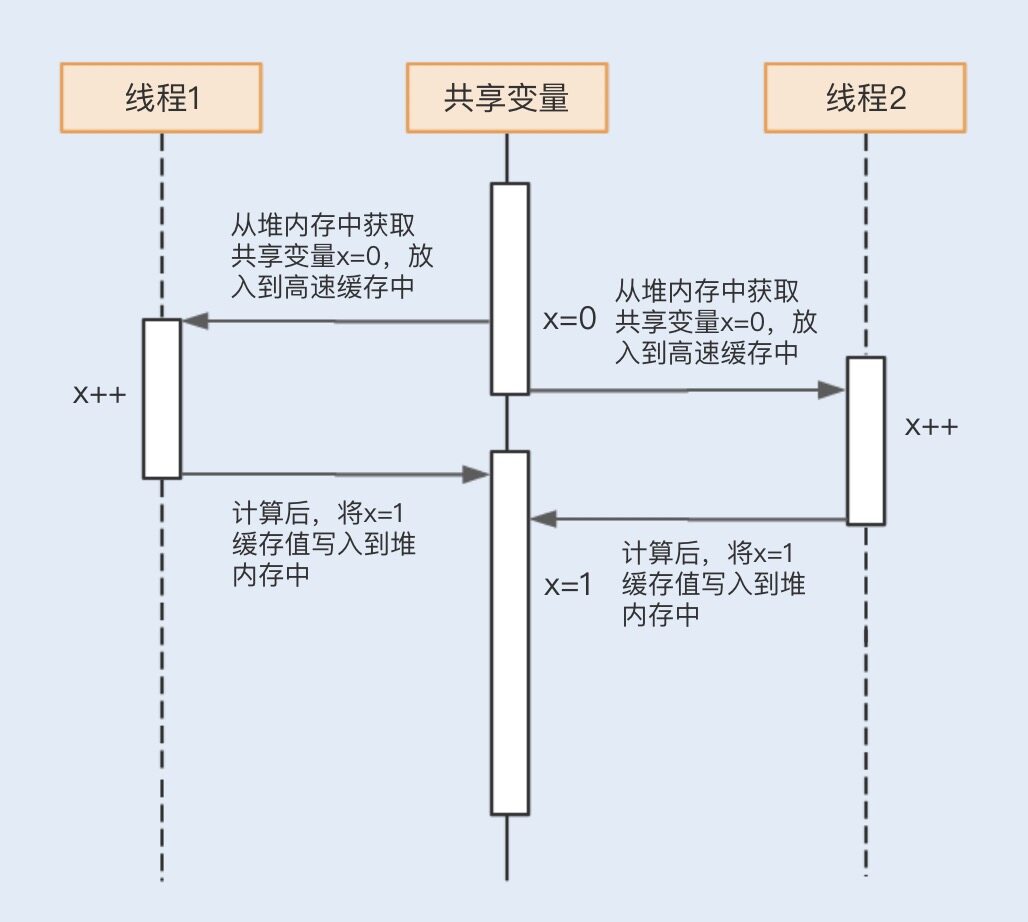 线程1
共享变量
线程2
从堆内存中获取
共享变量x=0，放
入到高速缓存中
x=0
从堆内存中获取
共享变量x=0，放
入到高速缓存中
x++
x++
计算后，将x=1
缓存值写入到堆
内存中
x=1
计算后，将x=1
缓存值写入到堆
内存中